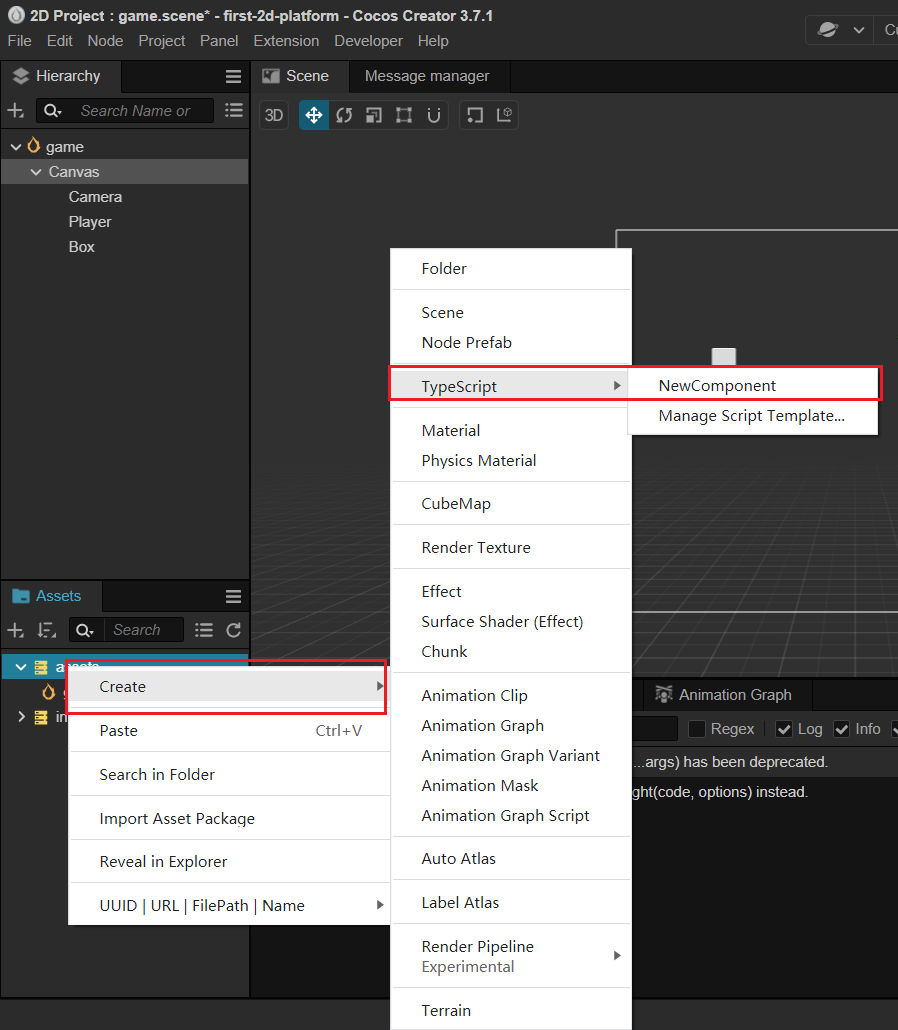 2D Project : game.scene* - first-2d-platform - Cocos Creator 3.7.1
File Edit Node Project Panel Extension Developer Help
Hierarchy
Search Name or
game
Canvas
Camera
Player
Box
Scene
Message manager
3D
Folder
Scene
Node Prefab
TypeScript
NewComponent
Manage Script Template...
Material
Physics Material
CubeMap
Render Texture
Effect
Surface Shader (Effect)
Chunk
Animation Clip
Animation Graph
Animation Graph Variant
Animation Mask
Animation Graph Script
Auto Atlas
Label Atlas
Render Pipeline
Experimental
Terrain
Assets
Search
assets
Create
Paste Ctrl+V
Search in Folder
Import Asset Package
Reveal in Explorer
UUID | URL | FilePath | Name
Animation Graph
Regex Log Info
...args) has been deprecated.
ght(code, options) instead.